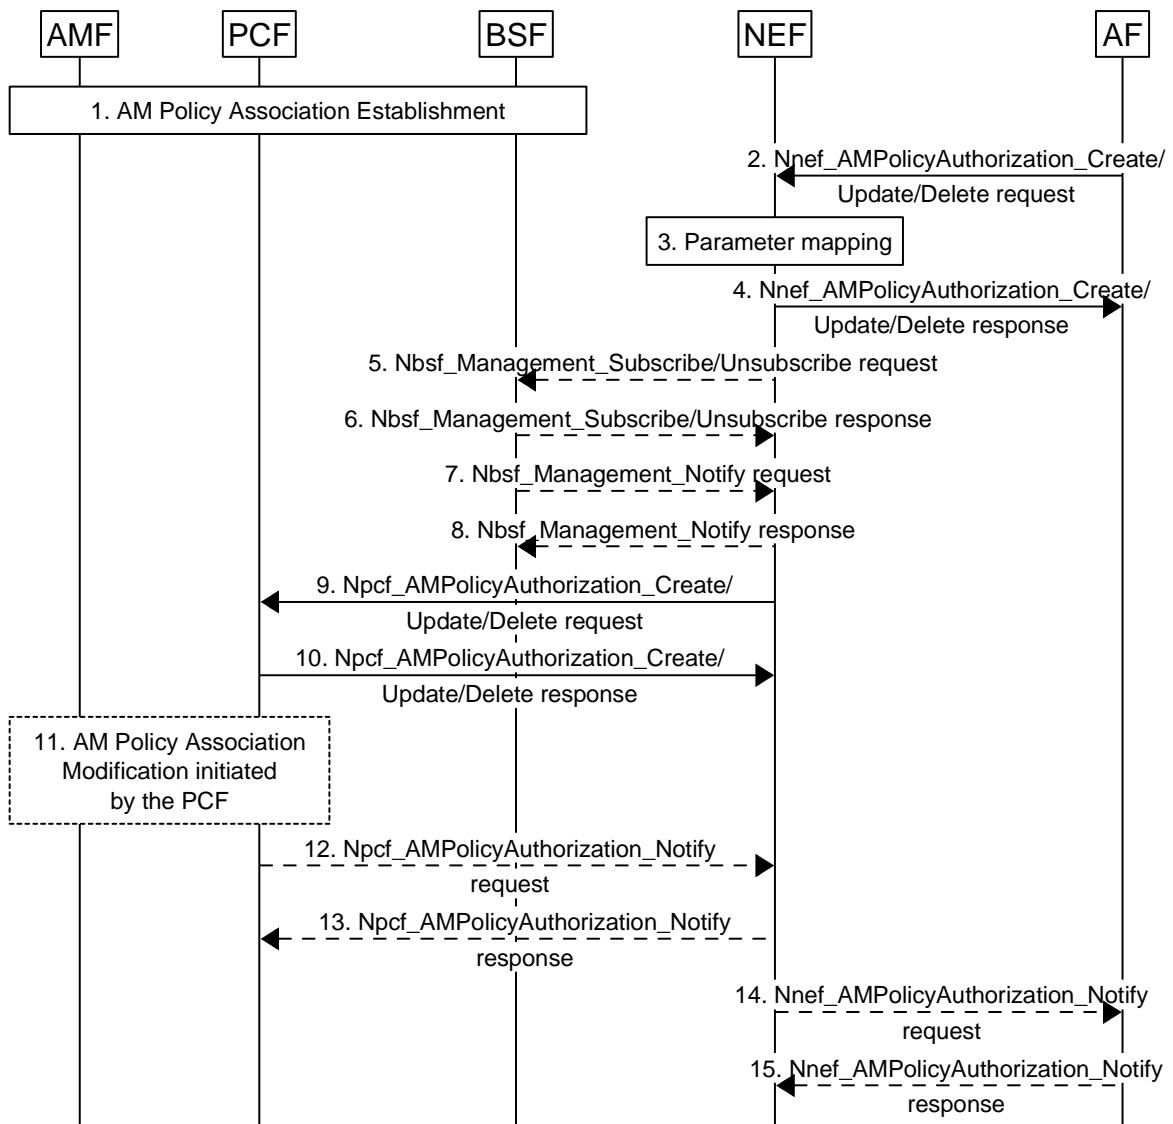 AMF PCF BSF NEF AF
1. AM Policy Association Establishment
2. Nnef_AMPolicyAuthorization_Create/
Update/Delete request
3. Parameter mapping
4. Nnef_AMPolicyAuthorization_Create/
Update/Delete response
5. Nbsf_Management_Subscribe/Unsubscribe request
6. Nbsf_Management_Subscribe/Unsubscribe response
7. Nbsf_Management_Notify request
8. Nbsf_Management_Notify response
9. Npcf_AMPolicyAuthorization_Create/
Update/Delete request
10. Npcf_AMPolicyAuthorization_Create/
Update/Delete response
11. AM Policy Association
Modification initiated
by the PCF
12. Npcf_AMPolicyAuthorization_Notify
request
13. Npcf_AMPolicyAuthorization_Notify
response
14. Nnef_AMPolicyAuthorization_Notify
request
15. Nnef_AMPolicyAuthorization_Notify
response